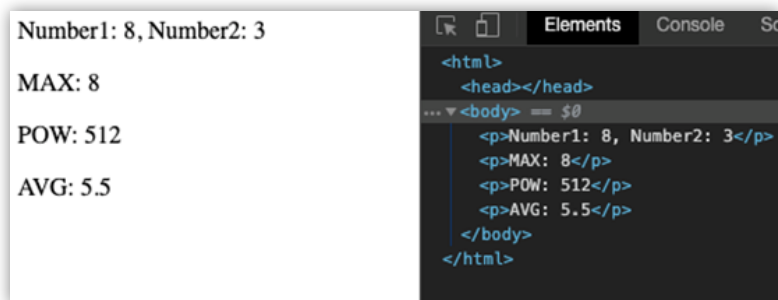 Number1: 8, Number2: 3
MAX: 8
POW: 512
AVG: 5.5
Elements Console
<html>
<head></head>
... ▼<body> == $0
<p>Number1: 8, Number2: 3</p>
<p>MAX: 8</p>
<p>POW: 512</p>
<p>AVG: 5.5</p>
</body>
</html>